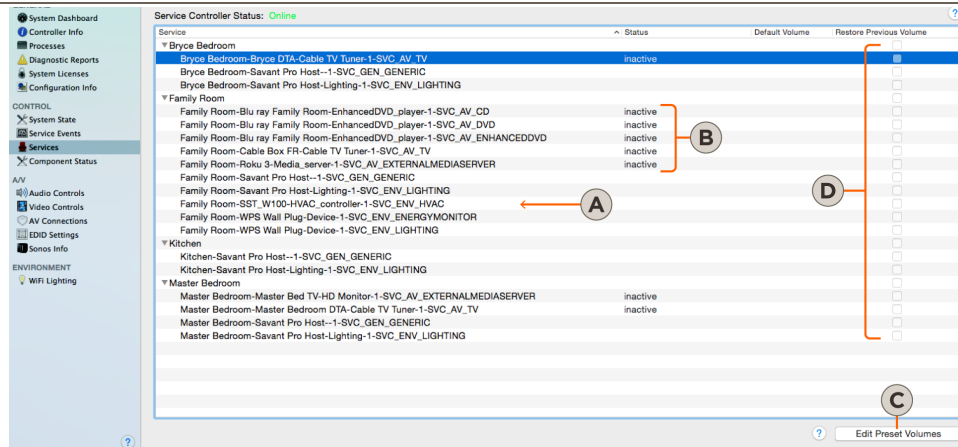 System Dashboard
Controller Info
Processes
Diagnostic Reports
System Licenses
Configuration Info
CONTROL
System State
Service Events
Services
Component Status
A/V
Audio Controls
Video Controls
AV Connections
EDID Settings
Sonos Info
ENVIRONMENT
WiFi Lighting
?
Service Controller Status: Online
?
Service Status Default Volume Restore Previous Volume
Bryce Bedroom
Bryce Bedroom-Bryce DTA-Cable TV Tuner-1-SVC_AV_TV inactive
Bryce Bedroom-Savant Pro Host--1-SVC_GEN_GENERIC
Bryce Bedroom-Savant Pro Host-Lighting-1-SVC_ENV_LIGHTING
Family Room
Family Room-Blu ray Family Room-EnhancedDVD_player-1-SVC_AV_CD inactive
Family Room-Blu ray Family Room-EnhancedDVD_player-1-SVC_AV_DVD inactive
Family Room-Blu ray Family Room-EnhancedDVD_player-1-SVC_AV_ENHANCEDDVD inactive
B
Family Room-Cable Box FR-Cable TV Tuner-1-SVC_AV_TV inactive
Family Room-Roku 3-Media_server-1-SVC_AV_EXTERNALMEDIASERVER inactive
Family Room-Savant Pro Host--1-SVC_GEN_GENERIC
Family Room-Savant Pro Host-Lighting-1-SVC_ENV_LIGHTING
D
Family Room-SST_W100-HVAC_controller-1-SVC_ENV_HVAC
A
Family Room-WPS Wall Plug-Device-1-SVC_ENV_ENERGYMONITOR
Family Room-WPS Wall Plug-Device-1-SVC_ENV_LIGHTING
Kitchen
Kitchen-Savant Pro Host--1-SVC_GEN_GENERIC
Kitchen-Savant Pro Host-Lighting-1-SVC_ENV_LIGHTING
Master Bedroom
Master Bedroom-Master Bed TV-HD Monitor-1-SVC_AV_EXTERNALMEDIASERVER inactive
Master Bedroom-Master Bedroom DTA-Cable TV Tuner-1-SVC_AV_TV inactive
Master Bedroom-Savant Pro Host--1-SVC_GEN_GENERIC
Master Bedroom-Savant Pro Host-Lighting-1-SVC_ENV_LIGHTING
C
? Edit Preset Volumes